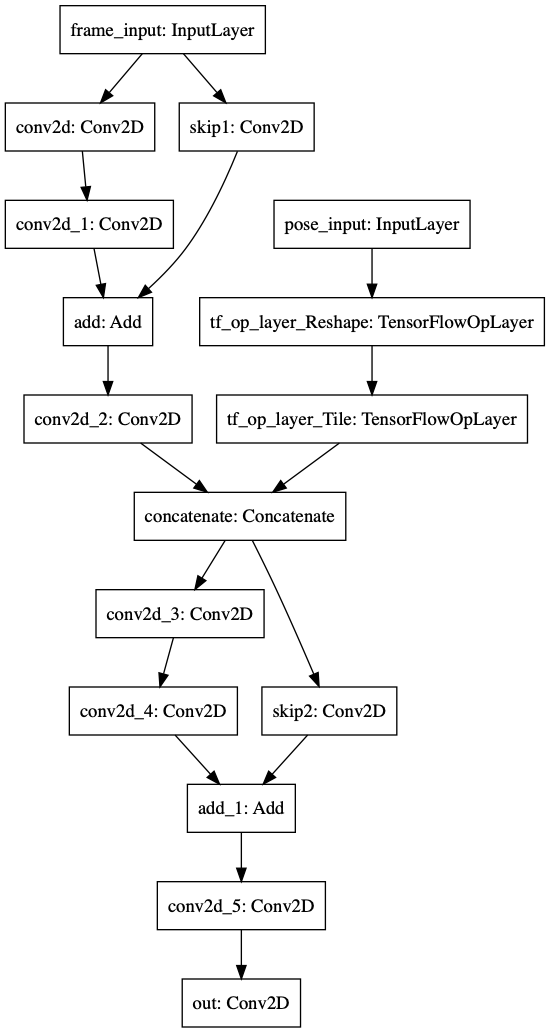 frame_input: InputLayer
conv2d: Conv2D
skip1: Conv2D
conv2d_1: Conv2D
pose_input: InputLayer
add: Add
tf_op_layer_Reshape: TensorFlowOpLayer
conv2d_2: Conv2D
tf_op_layer_Tile: TensorFlowOpLayer
concatenate: Concatenate
conv2d_3: Conv2D
conv2d_4: Conv2D
skip2: Conv2D
add_1: Add
conv2d_5: Conv2D
out: Conv2D